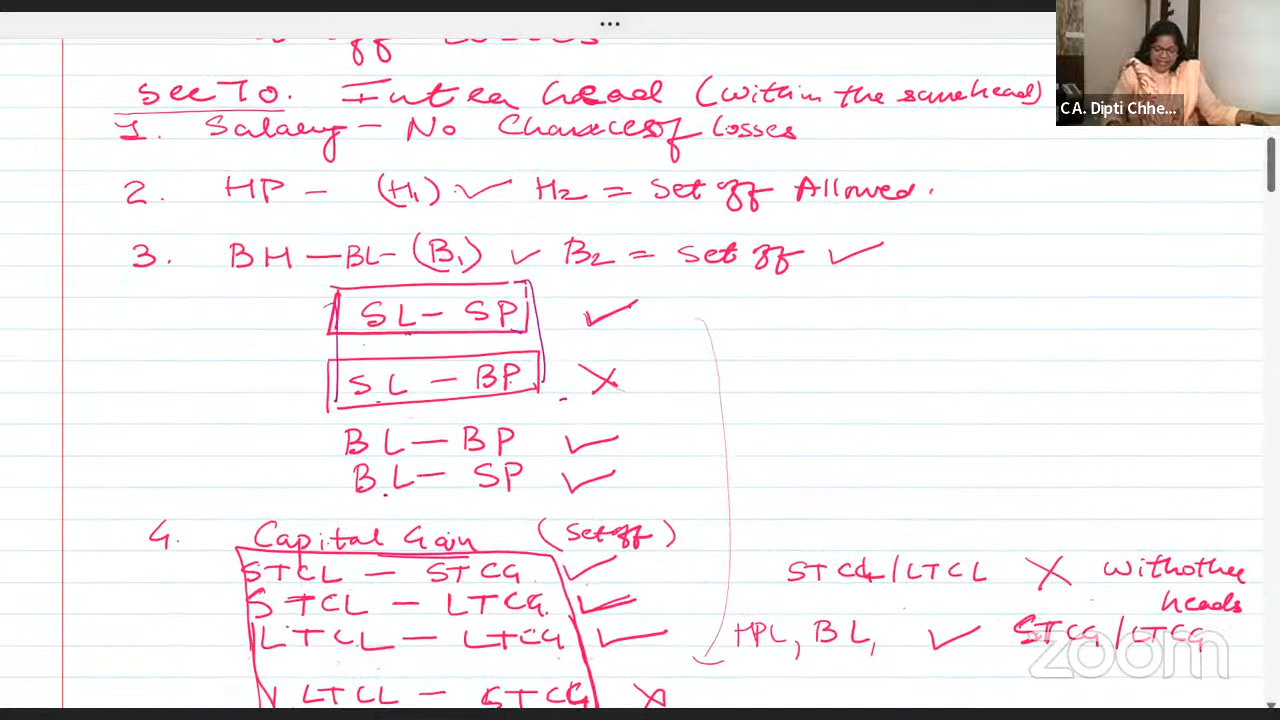 ...
off Losses
Sec 70. Inter head (within the same head)
1. Salary – No Chances of losses
2. HP – (H1) ✓ H2 = Set off Allowed.
3. BH – BL – (B1) ✓ B2 = Set off ✓
SL – SP ✓
SL – BP. ✗
BL – BP ✓
BL – SP ✓
4. Capital Gain (Set off)
STCL – STCG ✓
STCL – LTCG ✓
LTCL – LTCG ✓
LTCL – STCG ✗
STCL/LTCL ✗ with other
heads
HPL, BL, ✓ STCG/LTCG
C A. Dipti Chhe...
zoom